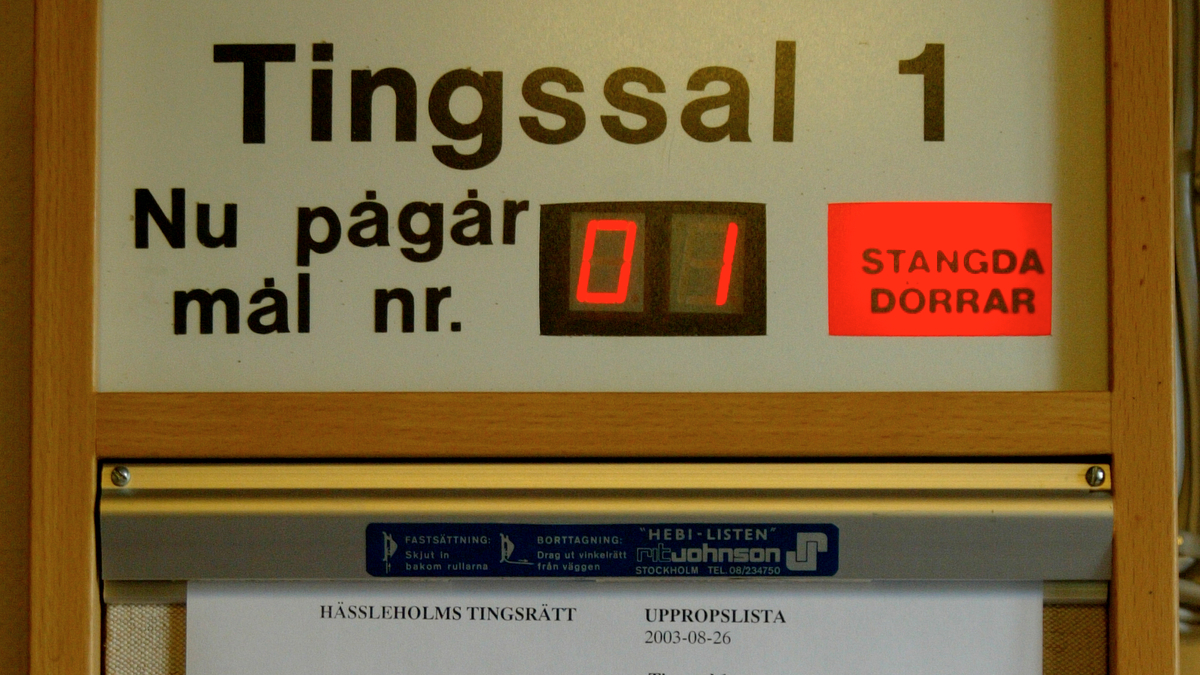 Tingssal 1
Nu pågår
mål nr.
01
STANGDA
DORRAR
FASTSÄTTNING:
Skjut in
bakom rullarna
BORTTAGNING:
Drag ut vinkelrätt
från väggen
"HEBI-LISTEN"
johnson
STOCKHOLM TEL. 08/234750
HÄSSLEHOLMS TINGSRÄTT
UPPROPSLISTA
2003-08-26